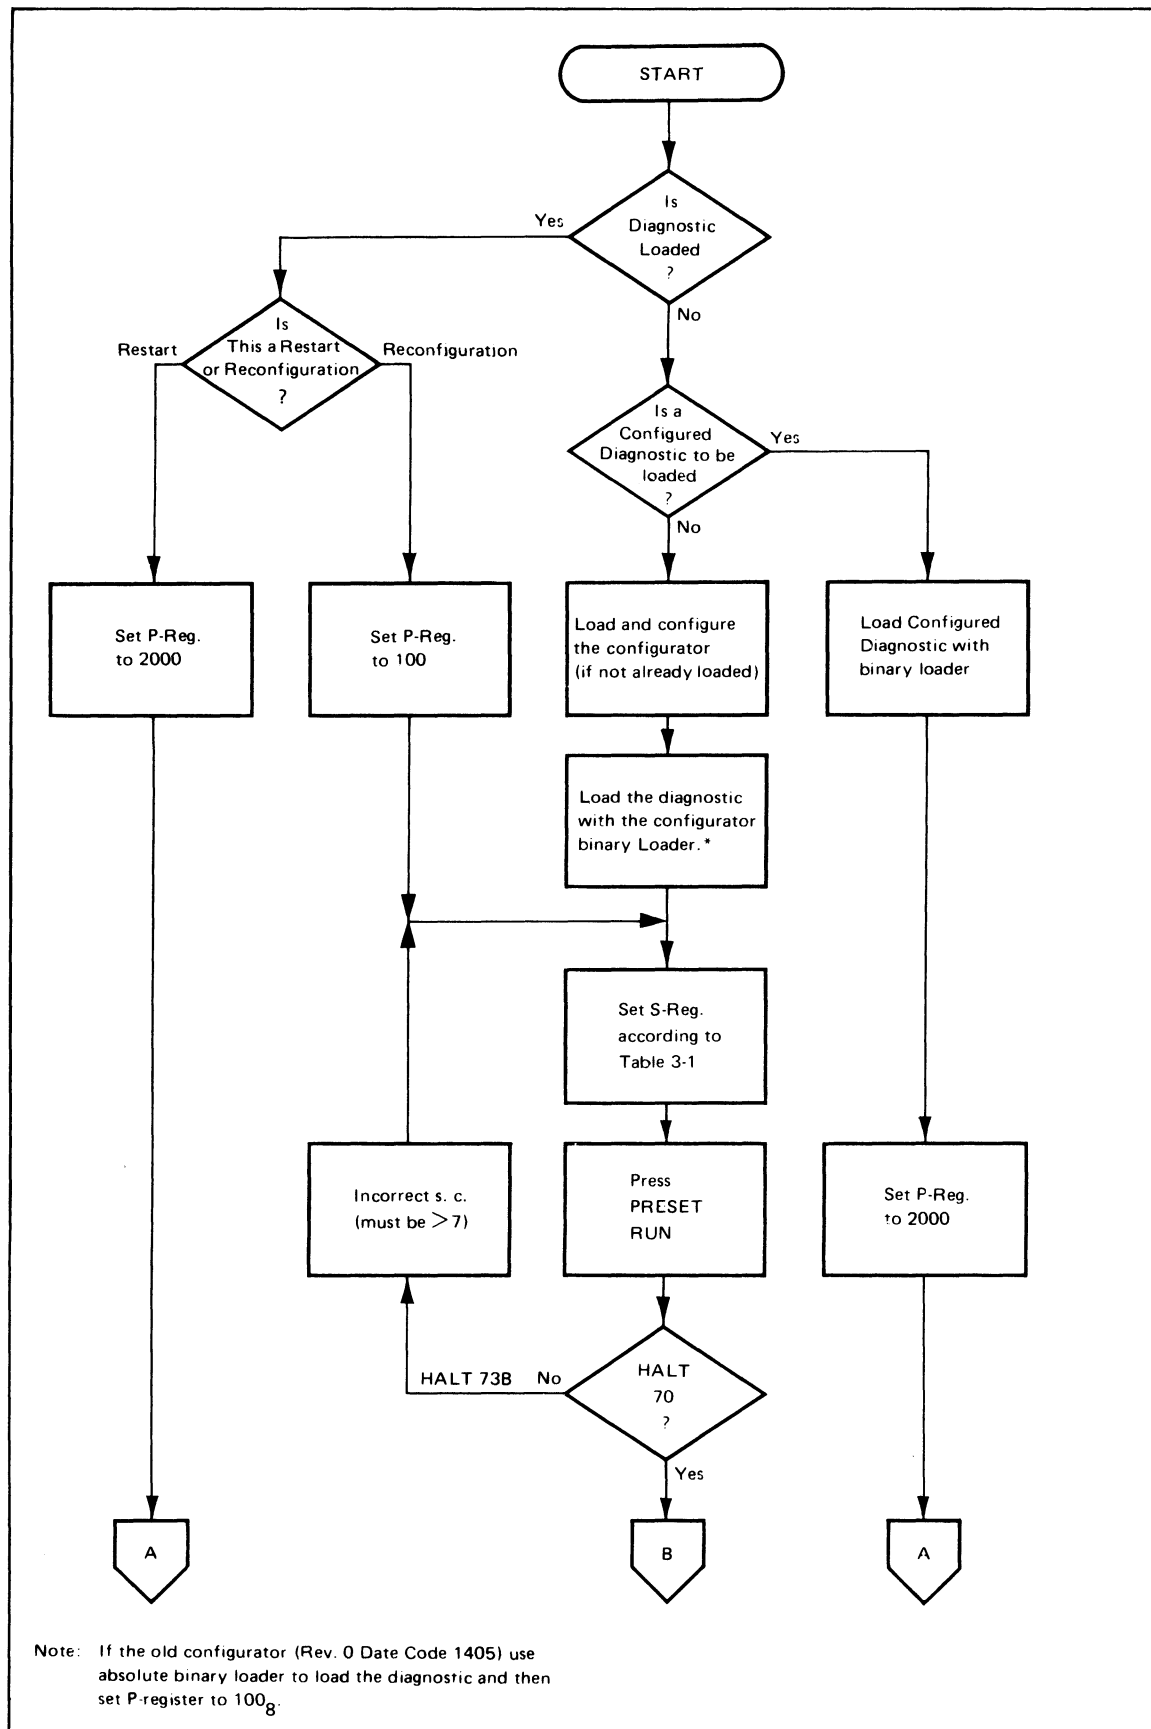 START
Is
Diagnostic
Loaded
?
Yes
No
Is
This a Restart
or Reconfiguration
?
Restart
Reconfiguration
Is a
Configured
Diagnostic to be
loaded
?
Yes
No
Set P-Reg.
to 2000
Set P-Reg.
to 100
Load and configure
the configurator
(if not already loaded)
Load Configured
Diagnostic with
binary loader
Load the diagnostic
with the configurator
binary Loader.*
Set S-Reg.
according to
Table 3-1
Incorrect s. c.
(must be >7)
Press
PRESET
RUN
Set P-Reg.
to 2000
HALT 73B No
HALT
70
?
Yes
A
B
A
Note: If the old configurator (Rev. 0 Date Code 1405) use
absolute binary loader to load the diagnostic and then
set P-register to 100₈.